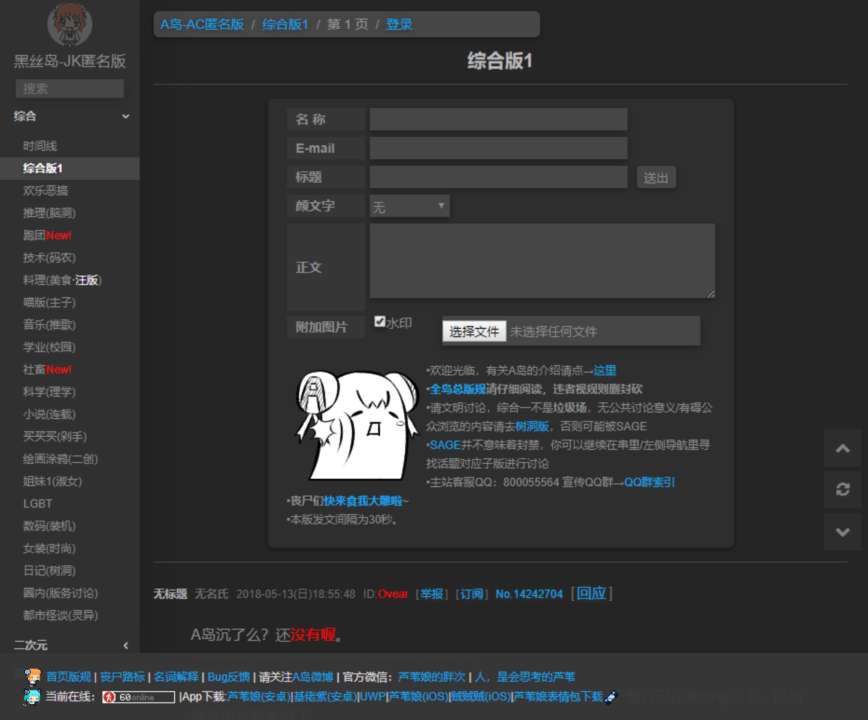 黑丝岛-JK匿名版
搜索
综合
时间线
综合版1
欢乐恶搞
推理(脑洞)
跑团New!
技术(码农)
料理(美食·汪版)
喵版(主子)
音乐(推歌)
学业(校园)
社畜New!
科学(理学)
小说(连载)
买买买(剁手)
绘画涂鸦(二创)
姐妹1(淑女)
LGBT
数码(装机)
女装(时尚)
日记(树洞)
圈内(版务讨论)
都市怪谈(灵异)
二次元
A岛-AC匿名版 / 综合版1 / 第 1 页 / 登录
综合版1
名 称
E-mail
标题
送出
颜文字
无
正文
附加图片
水印
选择文件 未选择任何文件
•欢迎光临，有关A岛的介绍请点→这里
•全岛总版规请仔细阅读，违者视规则删封砍
•请文明讨论，综合一不是垃圾场，无公共讨论意义/有碍公
众浏览的内容请去树洞版，否则可能被SAGE
•SAGE并不意味着封禁，你可以继续在串里/左侧导航里寻
找话题对应子版进行讨论
•主站客服QQ：800055564 宣传QQ群→QQ群索引
•丧尸们快来食我大雕啦~
•本版发文间隔为30秒。
无标题 无名氏 2018-05-13(日)18:55:48 ID:Ovear [举报] [订阅] No.14242704 [回应]
A岛沉了么？还没有喔。
首页版规 | 丧尸路标 | 名词解释 | Bug反馈 | 请关注A岛微博 | 官方微信：芦苇娘的胖次 | 人，是会思考的芦苇
当前在线： 60online |App下载:芦苇娘(安卓)|基佬紫(安卓)|UWP|芦苇娘(iOS)|贼贼贼(iOS)|芦苇娘表情包下载